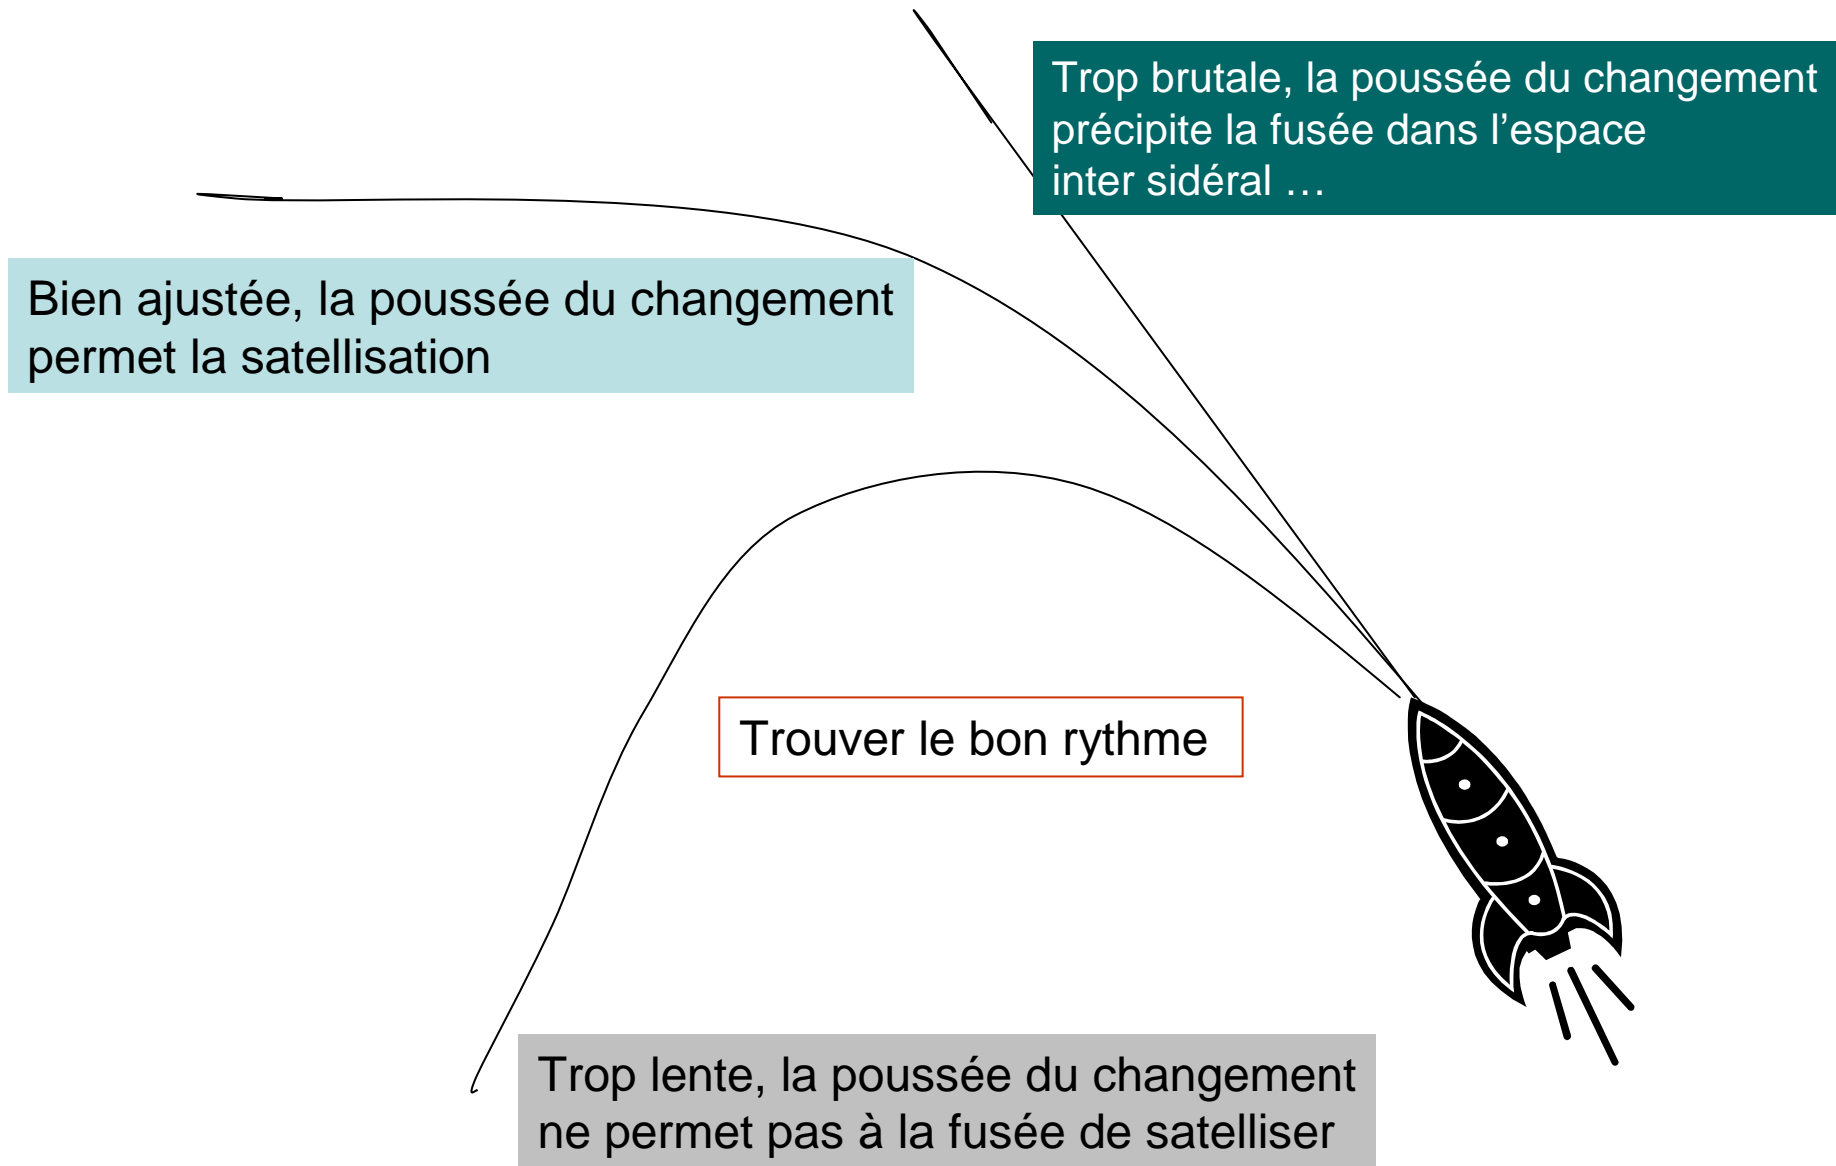 Trop brutale, la poussée du changement
précipite la fusée dans l’espace
inter sidéral …
Bien ajustée, la poussée du changement
permet la satellisation
Trouver le bon rythme
Trop lente, la poussée du changement
ne permet pas à la fusée de satelliser